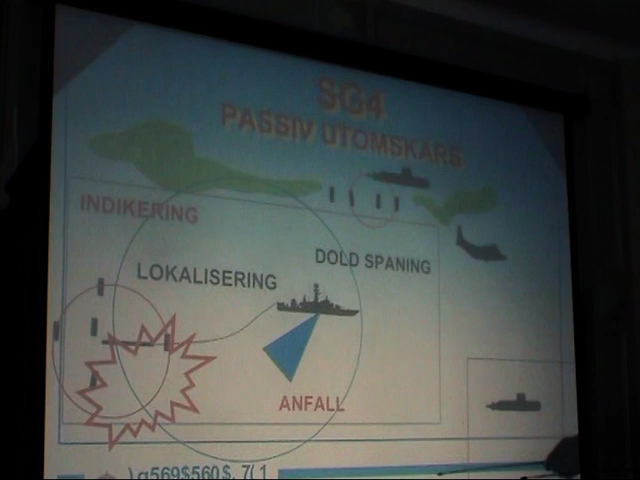 SG4
PASSIV UTOMSKÄRS
INDIKERING
DOLD SPANING
LOKALISERING
ANFALL